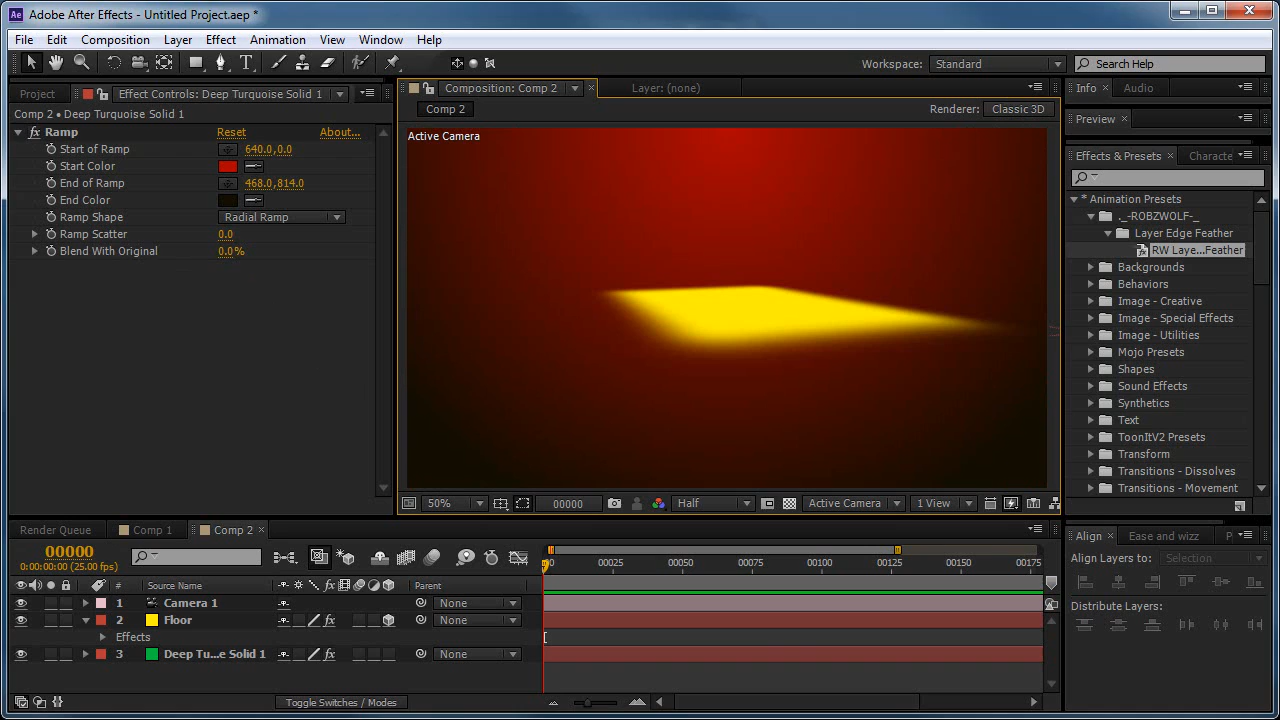 Adobe After Effects - Untitled Project.aep *
File Edit Composition Layer Effect Animation View Window Help
Workspace: Standard Search Help
Project Effect Controls: Deep Turquoise Solid 1
Comp 2 • Deep Turquoise Solid 1
Ramp Reset About...
Start of Ramp 640.0,0.0
Start Color
End of Ramp 468.0,814.0
End Color
Ramp Shape Radial Ramp
Ramp Scatter 0.0
Blend With Original 0.0%
Composition: Comp 2 Layer: (none)
Comp 2 Renderer: Classic 3D
Active Camera
50% 00000 Half Active Camera 1 View
Info Audio
Preview
Effects & Presets Characte
* Animation Presets
._-ROBZWOLF-_
Layer Edge Feather
RW Laye...Feather
Backgrounds
Behaviors
Image - Creative
Image - Special Effects
Image - Utilities
Mojo Presets
Shapes
Sound Effects
Synthetics
Text
ToonItV2 Presets
Transform
Transitions - Dissolves
Transitions - Movement
Render Queue Comp 1 Comp 2
00000
0:00:00:00 (25.00 fps)
00 00025 00050 00075 00100 00125 00150 00175
# Source Name Parent
1 Camera 1 None
2 Floor None
Effects
3 Deep Tu...e Solid 1 None
Toggle Switches / Modes
Align Ease and wizz P
Align Layers to: Selection
Distribute Layers: